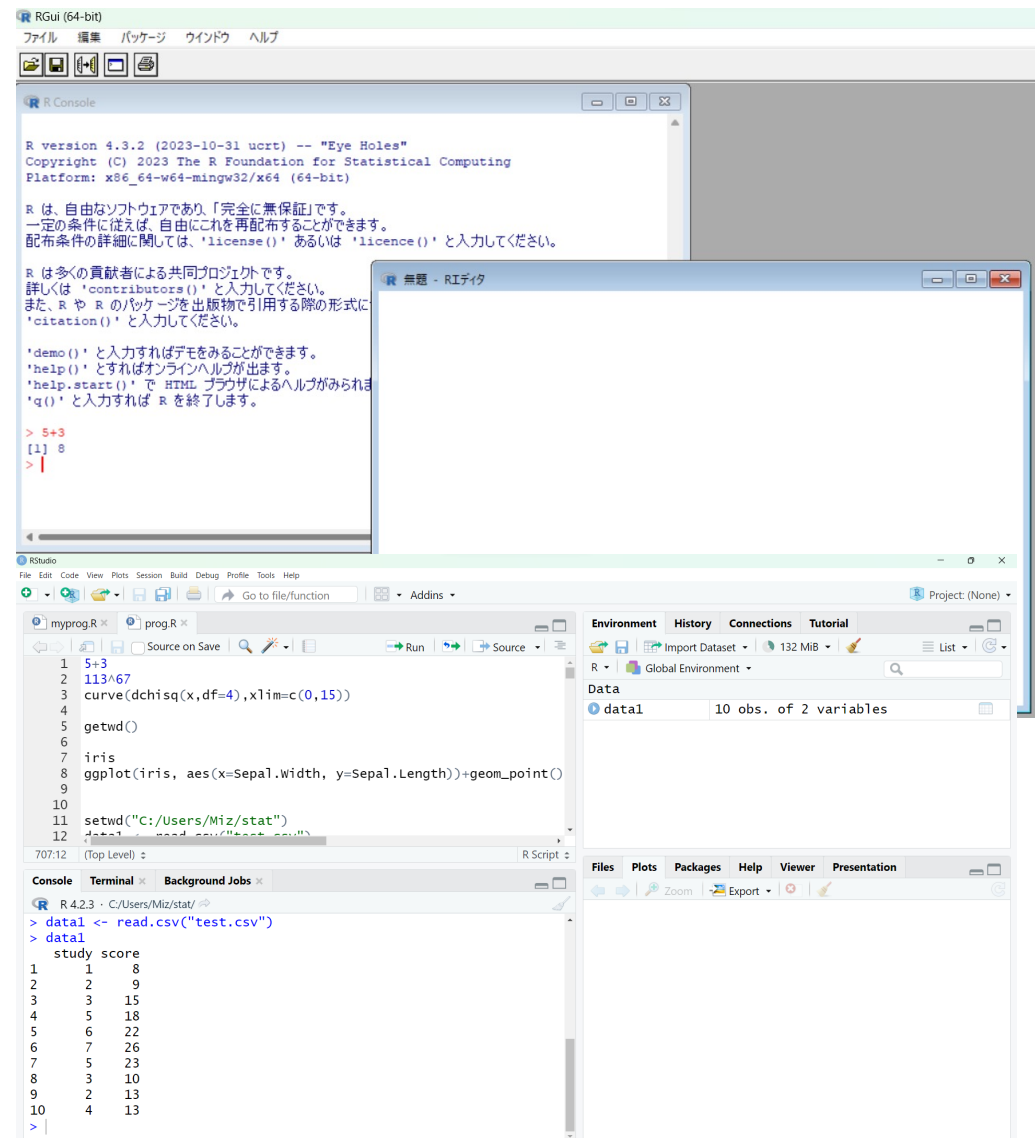 RGui (64-bit)
ファイル 編集 パッケージ ウインドウ ヘルプ
R Console
R version 4.3.2 (2023-10-31 ucrt) -- "Eye Holes"
Copyright (C) 2023 The R Foundation for Statistical Computing
Platform: x86_64-w64-mingw32/x64 (64-bit)
R は、自由なソフトウェアであり、「完全に無保証」です。
一定の条件に従えば、自由にこれを再配布することができます。
配布条件の詳細に関しては、'license()' あるいは 'licence()' と入力してください。
R は多くの貢献者による共同プロジェクトです。
詳しくは 'contributors()' と入力してください。
また、R や R のパッケージを出版物で引用する際の形式に
'citation()' と入力してください。
'demo()' と入力すればデモをみることができます。
'help()' とすればオンラインヘルプが出ます。
'help.start()' で HTML ブラウザによるヘルプがみられま
'q()' と入力すれば R を終了します。
> 5+3
[1] 8
>
無題 - Rエディタ
RStudio
File Edit Code View Plots Session Build Debug Profile Tools Help
Go to file/function Addins Project: (None)
myprog.R prog.R
Source on Save Run Source
1 5+3
2 113^67
3 curve(dchisq(x,df=4),xlim=c(0,15))
4
5 getwd()
6
7 iris
8 ggplot(iris, aes(x=Sepal.Width, y=Sepal.Length))+geom_point()
9
10
11 setwd("C:/Users/Miz/stat")
12 data1 <- read.csv("test.csv")
707:12 (Top Level) R Script
Console Terminal Background Jobs
R 4.2.3 · C:/Users/Miz/stat/
> data1 <- read.csv("test.csv")
> data1
study score
1 1 8
2 2 9
3 3 15
4 5 18
5 6 22
6 7 26
7 5 23
8 3 10
9 2 13
10 4 13
>
Environment History Connections Tutorial
Import Dataset 132 MiB List
R Global Environment
Data
data1 10 obs. of 2 variables
Files Plots Packages Help Viewer Presentation
Zoom Export